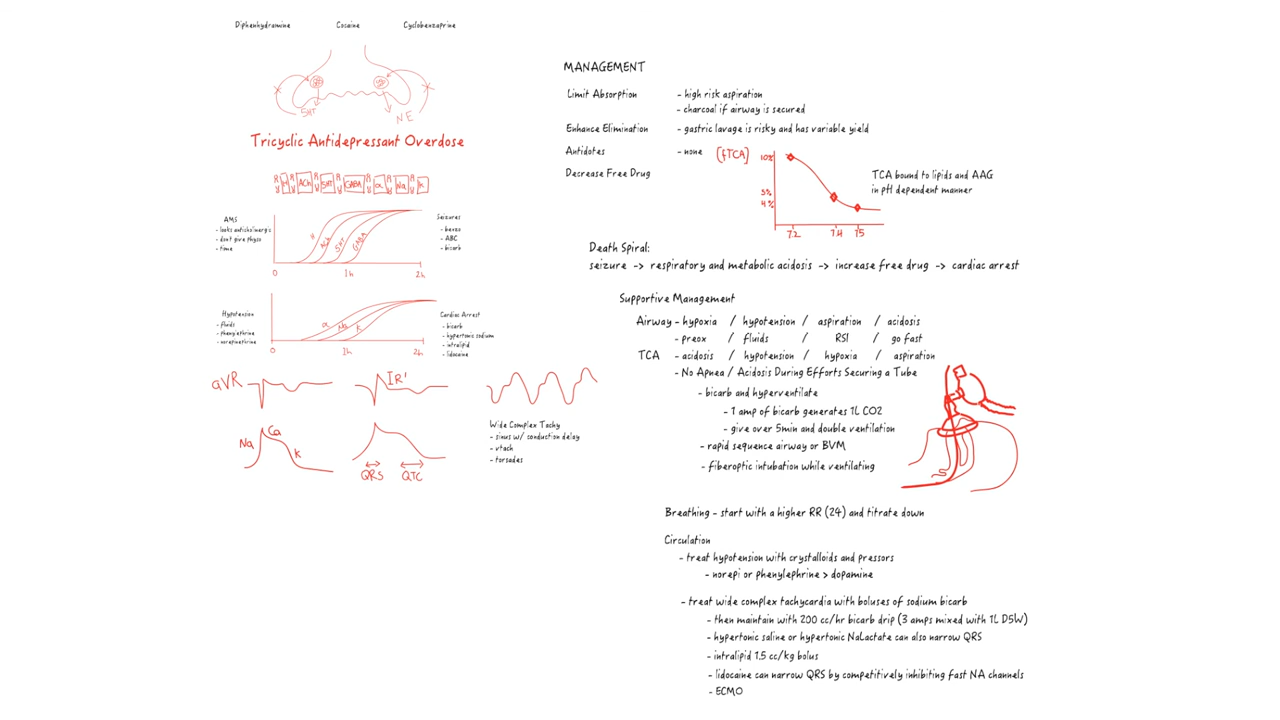 Diphenhydramine Cocaine Cyclobenzaprine
5HT NE
Tricyclic Antidepressant Overdose
R R R R R R R R
H ACh 5HT GABA α Na K
AMS
- looks anticholinergic
- don't give physo
- time
H ACh 5HT GABA
0 1h 2h
Seizures
- benzo
- ABC
- bicarb
Hypotension
- fluids
- phenylephrine
- norepinephrine
α Na K
0 1h 2h
Cardiac Arrest
- bicarb
- hypertonic sodium
- intralipid
- lidocaine
aVR
IR'
Na Ca K
QRS QTC
Wide Complex Tachy
- sinus w/ conduction delay
- vtach
- torsades
MANAGEMENT
Limit Absorption - high risk aspiration
- charcoal if airway is secured
Enhance Elimination - gastric lavage is risky and has variable yield
Antidotes - none
Decrease Free Drug
[fTCA]
10%
5%
4%
7.2 7.4 7.5
TCA bound to lipids and AAG
in pH dependent manner
Death Spiral:
seizure -> respiratory and metabolic acidosis -> increase free drug -> cardiac arrest
Supportive Management
Airway - hypoxia / hypotension / aspiration / acidosis
- preox / fluids / RSI / go fast
TCA - acidosis / hypotension / hypoxia / aspiration
- No Apnea / Acidosis During Efforts Securing a Tube
- bicarb and hyperventilate
- 1 amp of bicarb generates 1L CO2
- give over 5min and double ventilation
- rapid sequence airway or BVM
- fiberoptic intubation while ventilating
Breathing - start with a higher RR (24) and titrate down
Circulation
- treat hypotension with crystalloids and pressors
- norepi or phenylephrine > dopamine
- treat wide complex tachycardia with boluses of sodium bicarb
- then maintain with 200 cc/hr bicarb drip (3 amps mixed with 1L D5W)
- hypertonic saline or hypertonic NaLactate can also narrow QRS
- intralipid 1.5 cc/kg bolus
- lidocaine can narrow QRS by competitively inhibiting fast NA channels
- ECMO